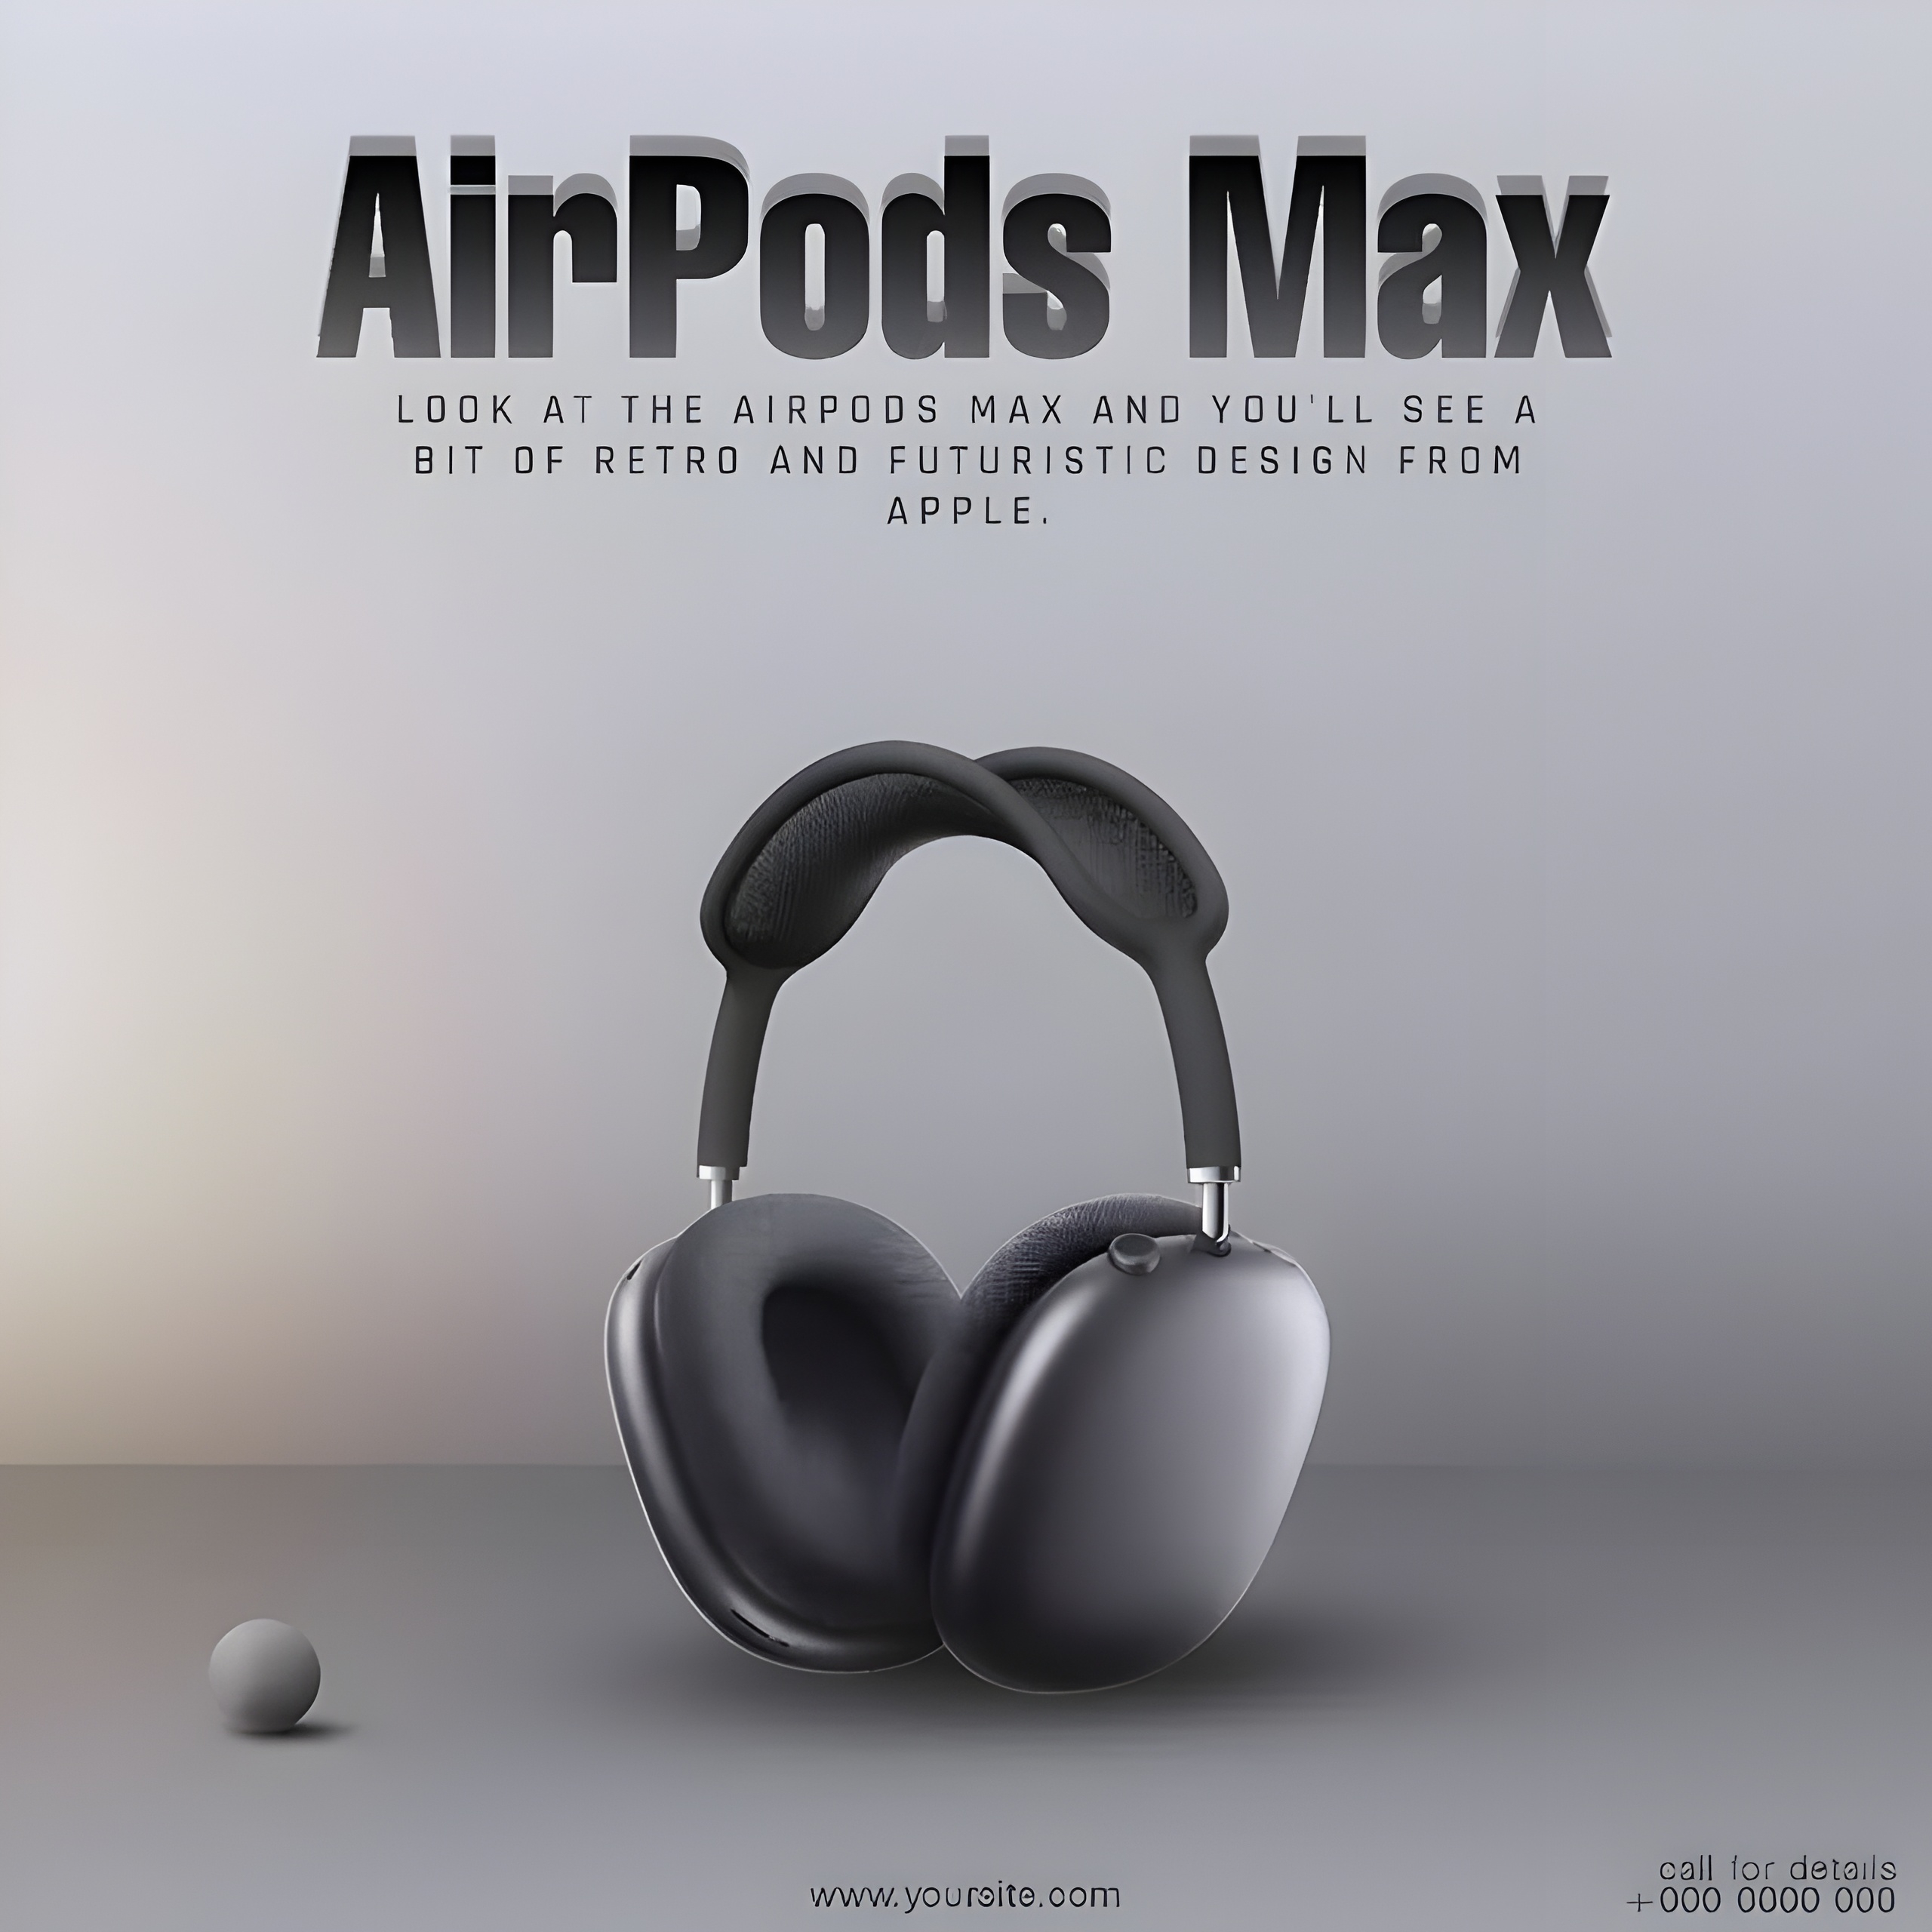 AirPods Max
LOOK AT THE AIRPODS MAX AND YOU'LL SEE A
BIT OF RETRO AND FUTURISTIC DESIGN FROM
APPLE.
www.yoursite.com
call for details
+000 0000 000